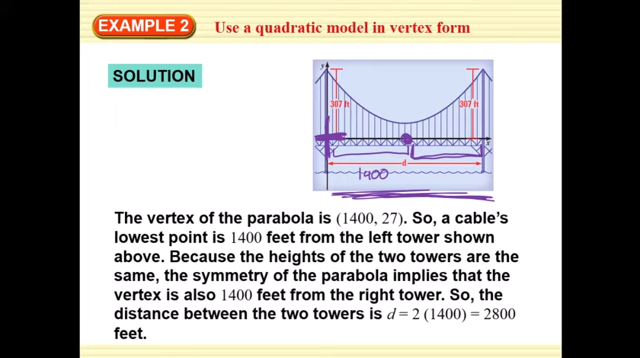 EXAMPLE 2 Use a quadratic model in vertex form
SOLUTION
y
307 ft 307 ft
x
d
1400
The vertex of the parabola is (1400, 27). So, a cable's
lowest point is 1400 feet from the left tower shown
above. Because the heights of the two towers are the
same, the symmetry of the parabola implies that the
vertex is also 1400 feet from the right tower. So, the
distance between the two towers is d = 2 (1400) = 2800
feet.